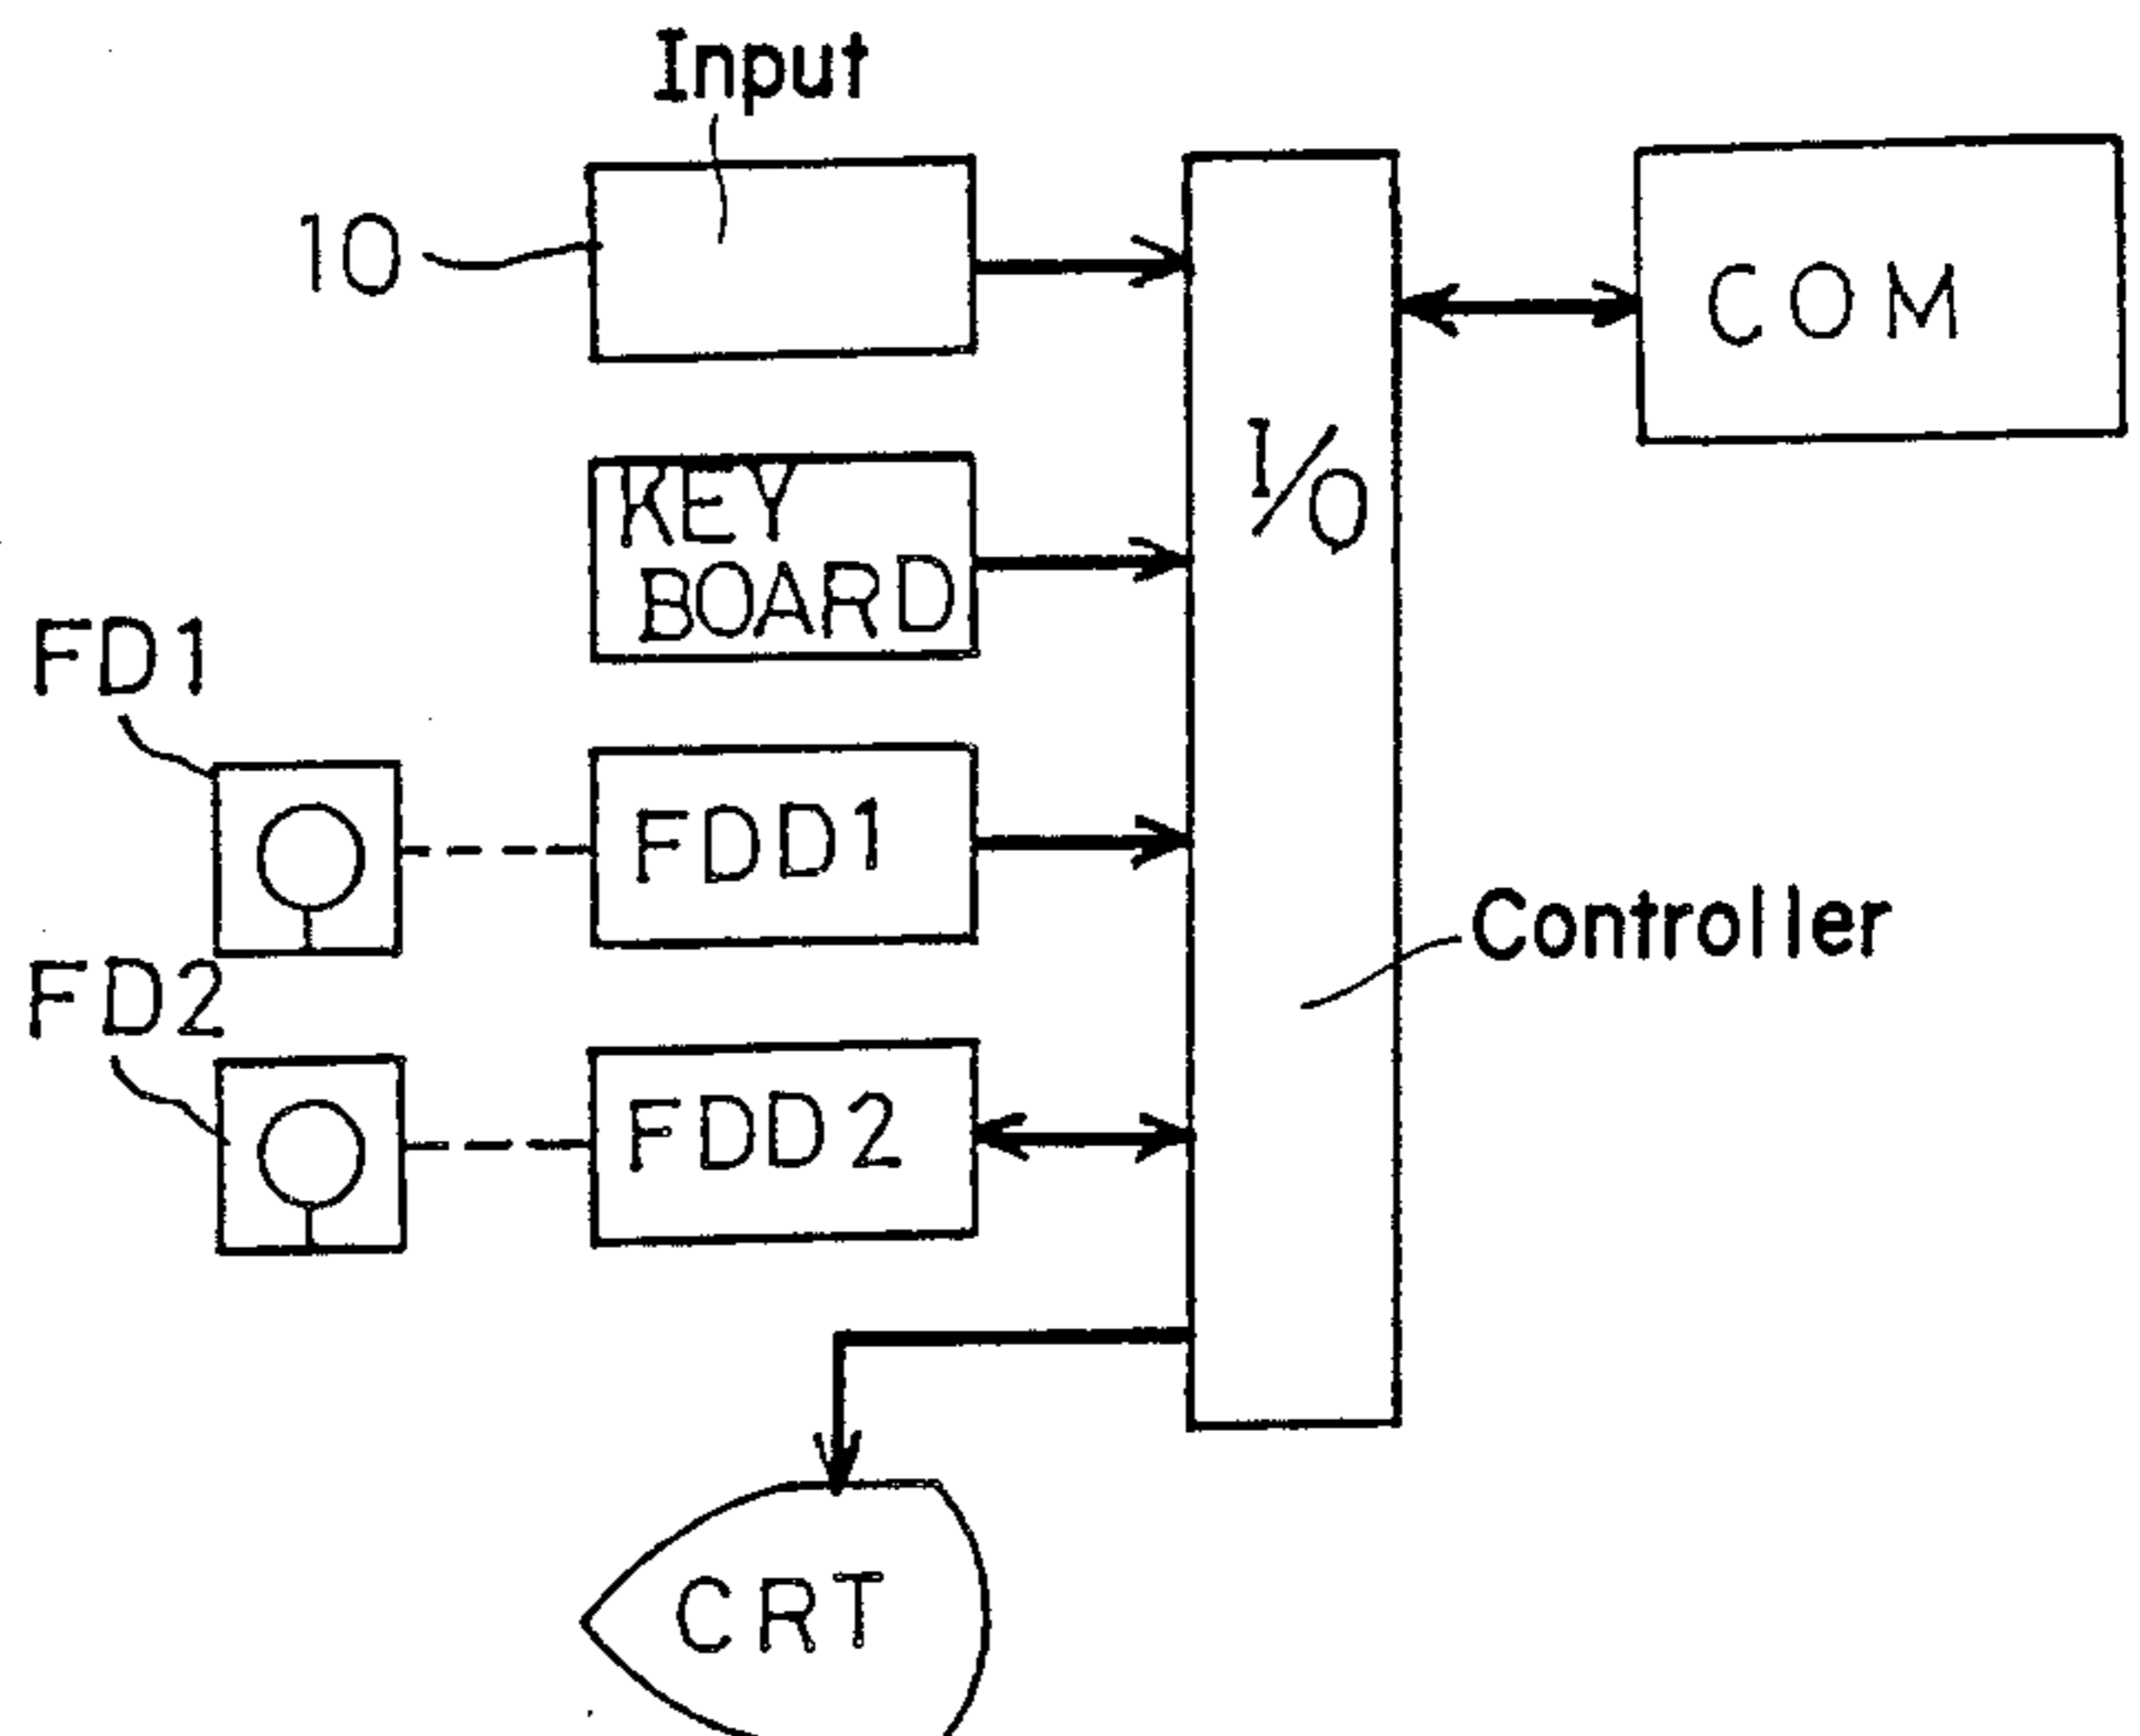 Input
10
COM
I/O
KEY
BOARD
FD1
FDD1
Controller
FD2
FDD2
CRT